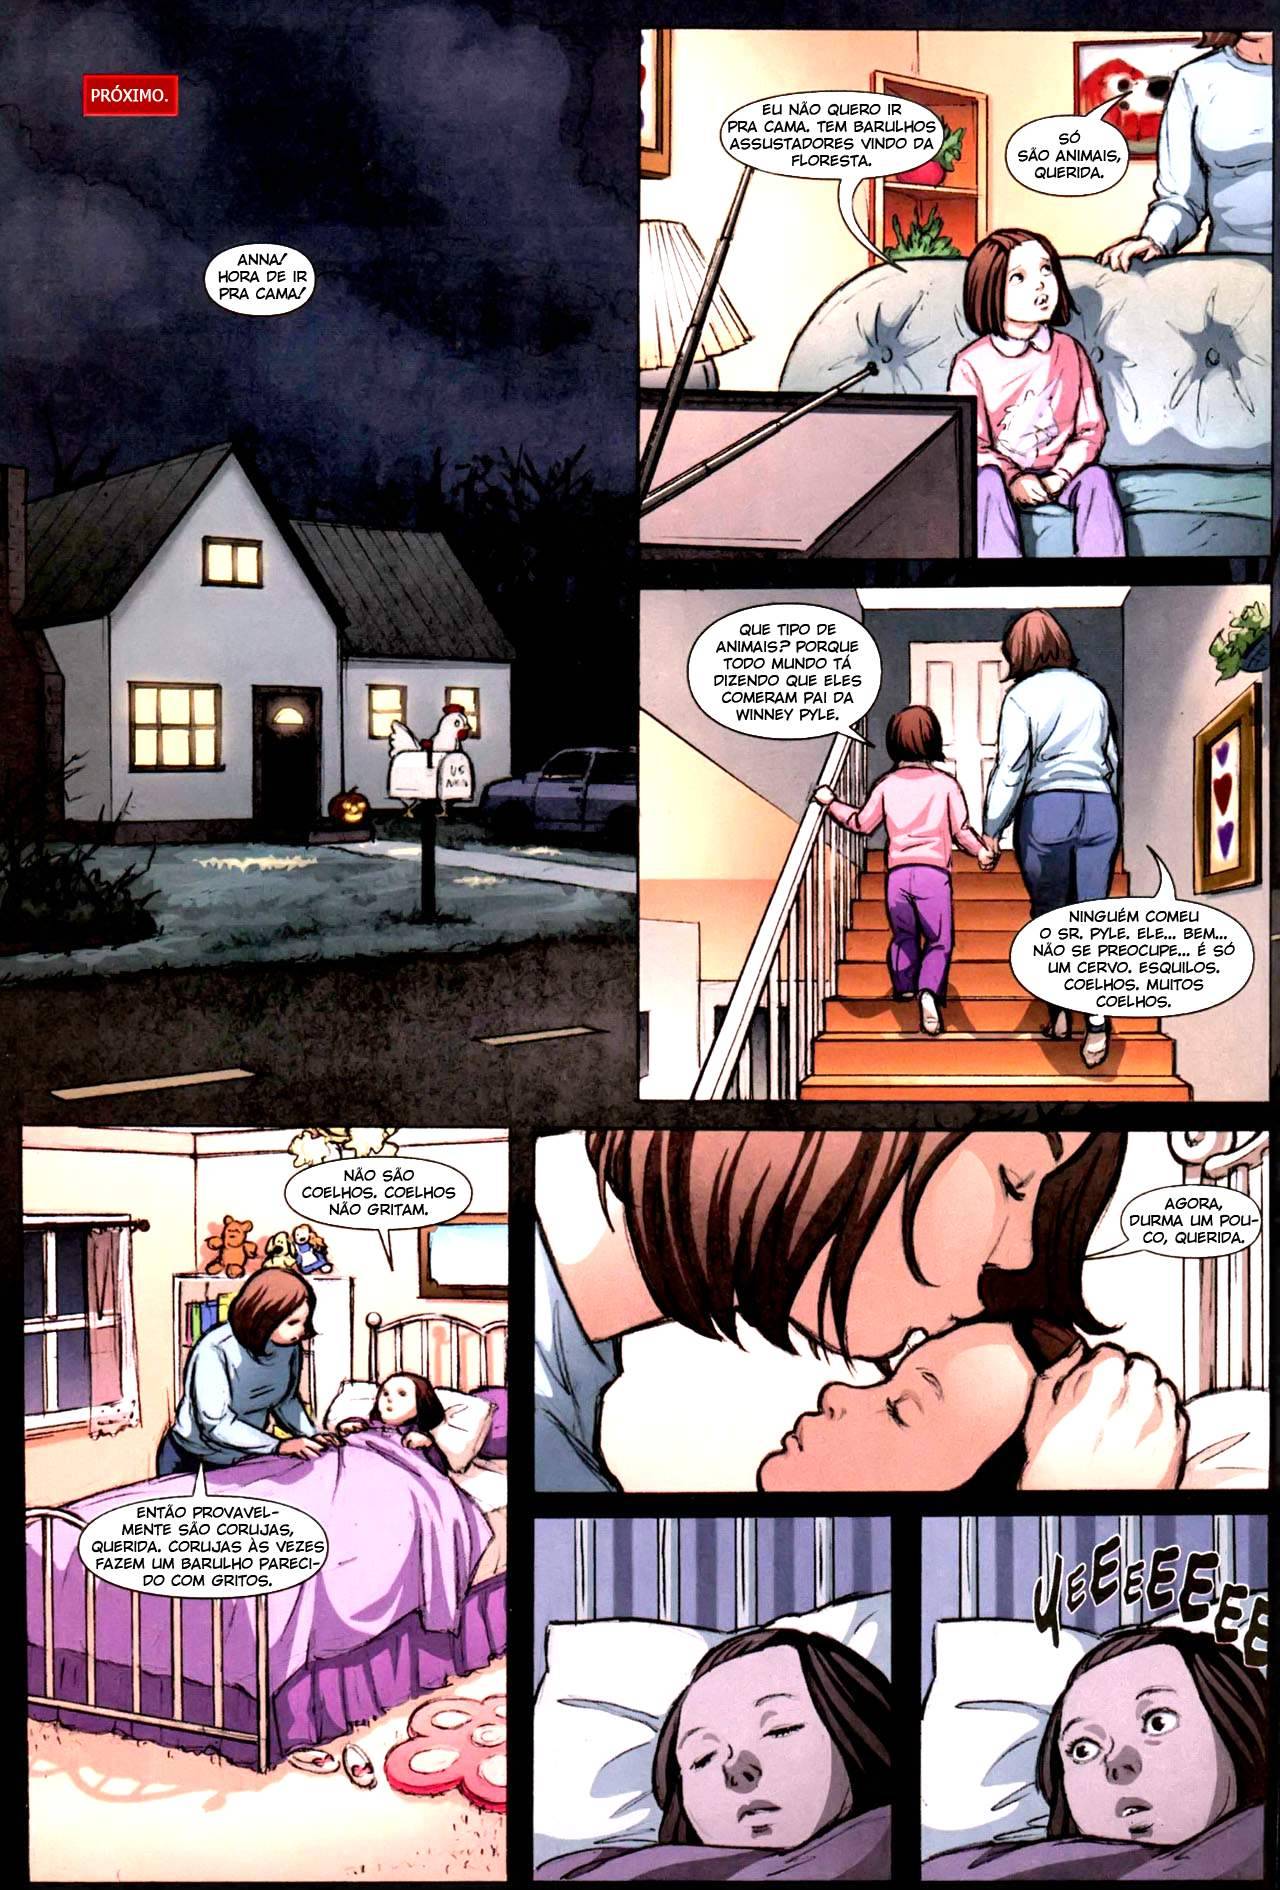 PRÓXIMO.
ANNA!
HORA DE IR
PRA CAMA!
EU NÃO QUERO IR
PRA CAMA. TEM BARULHOS
ASSUSTADORES VINDO DA
FLORESTA.
SÓ
SÃO ANIMAIS,
QUERIDA.
QUE TIPO DE
ANIMAIS? PORQUE
TODO MUNDO TÁ
DIZENDO QUE ELES
COMERAM PAI DA
WINNEY PYLE.
NINGUÉM COMEU
O SR. PYLE. ELE... BEM...
NÃO SE PREOCUPE... É SÓ
UM CERVO. ESQUILOS.
COELHOS. MUITOS
COELHOS.
NÃO SÃO
COELHOS. COELHOS
NÃO GRITAM.
ENTÃO PROVAVEL-
MENTE SÃO CORUJAS,
QUERIDA. CORUJAS ÀS VEZES
FAZEM UM BARULHO PARECI-
DO COM GRITOS.
AGORA,
DURMA UM POU-
CO, QUERIDA.